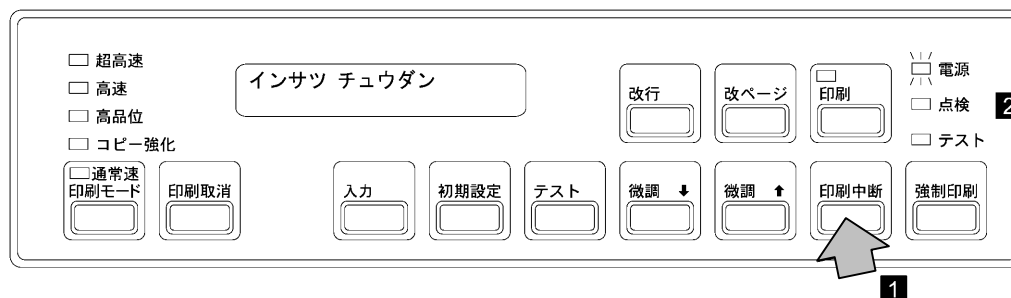 超高速
高速
高品位
コピー強化
通常速
印刷モード
印刷取消
インサツ チュウダン
入力
初期設定
テスト
改行
改ページ
印刷
微調 ⬇
微調 ⬆
印刷中断
強制印刷
電源
点検
テスト
2
1